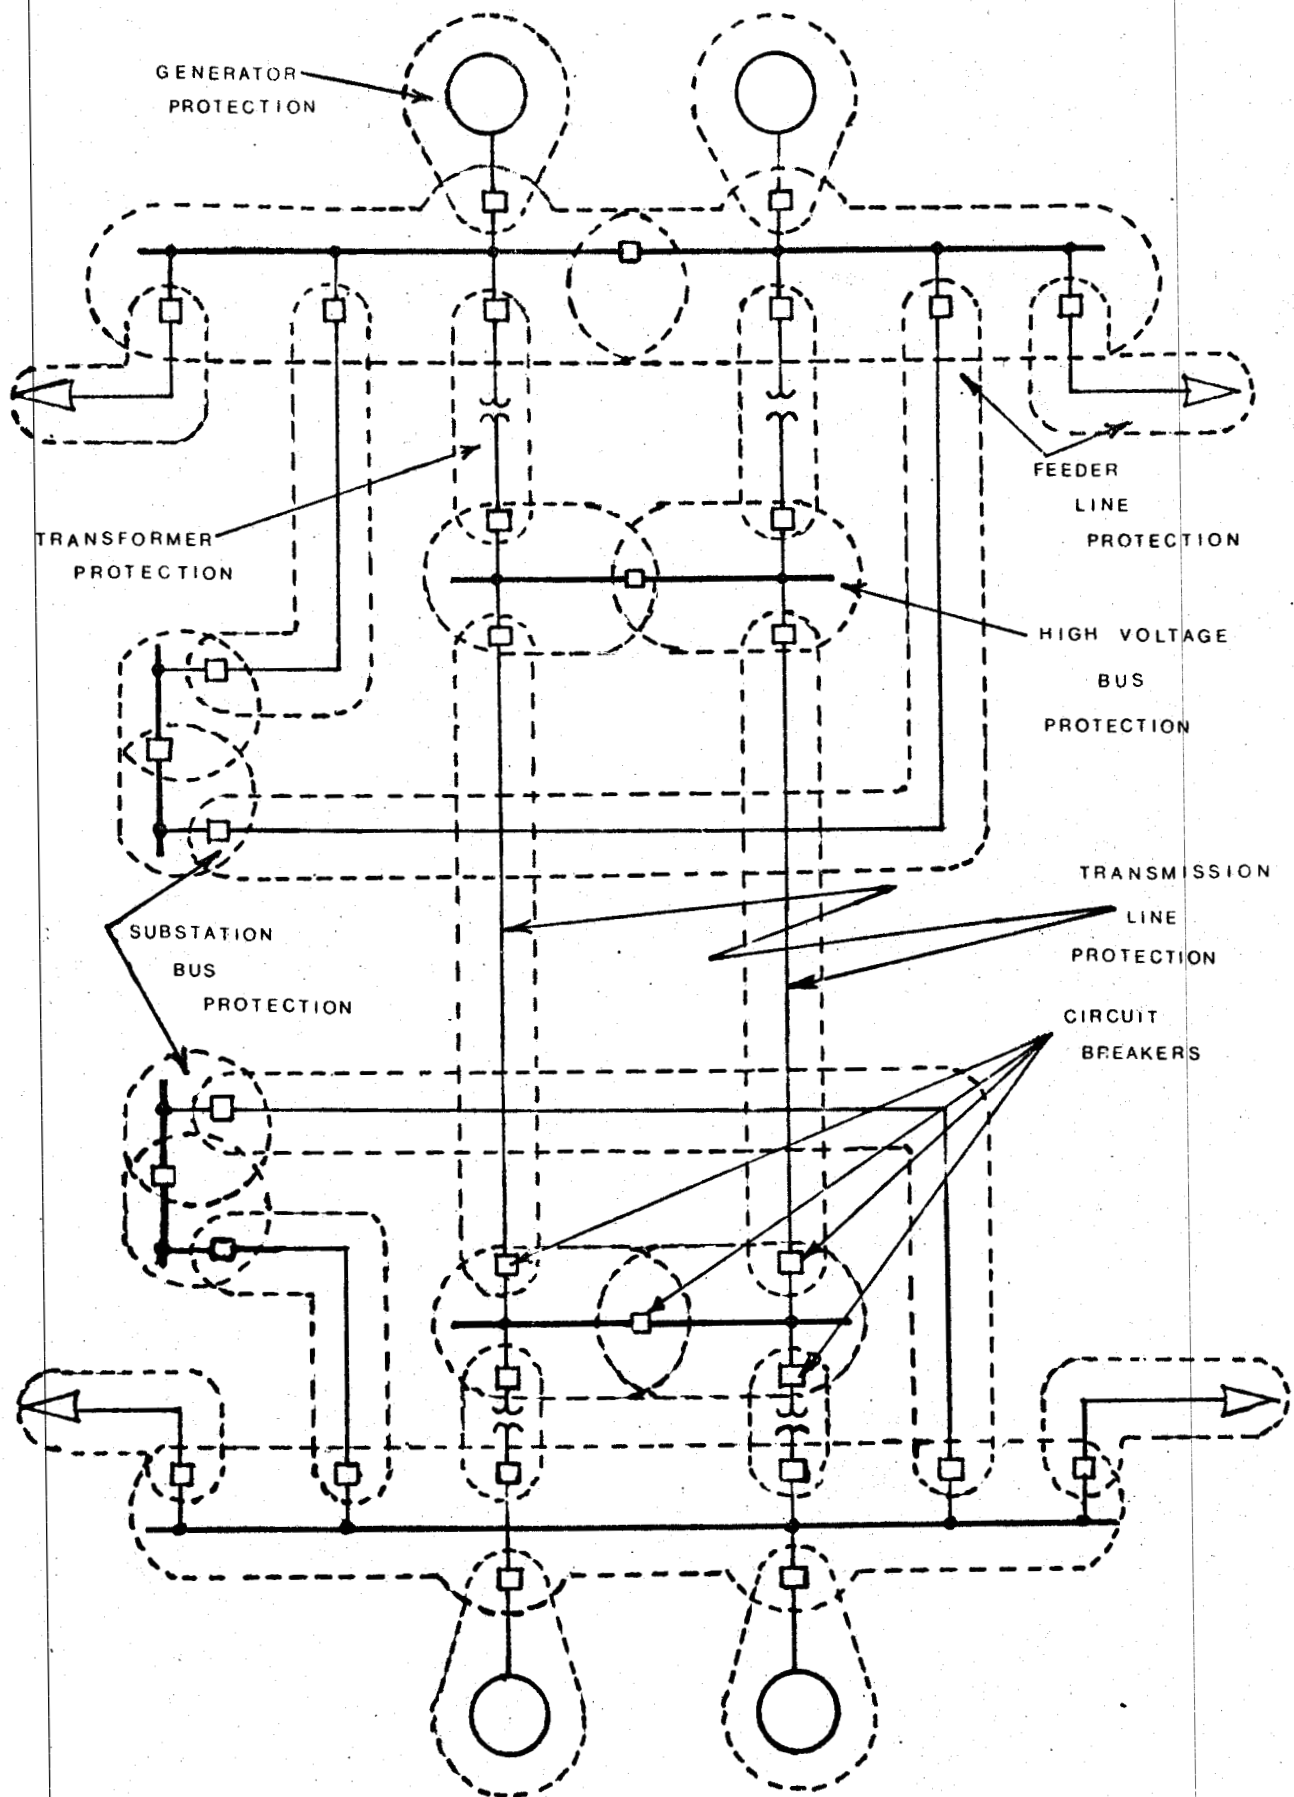 GENERATOR
PROTECTION
FEEDER
LINE
PROTECTION
TRANSFORMER
PROTECTION
HIGH VOLTAGE
BUS
PROTECTION
TRANSMISSION
LINE
PROTECTION
SUBSTATION
BUS
PROTECTION
CIRCUIT
BREAKERS